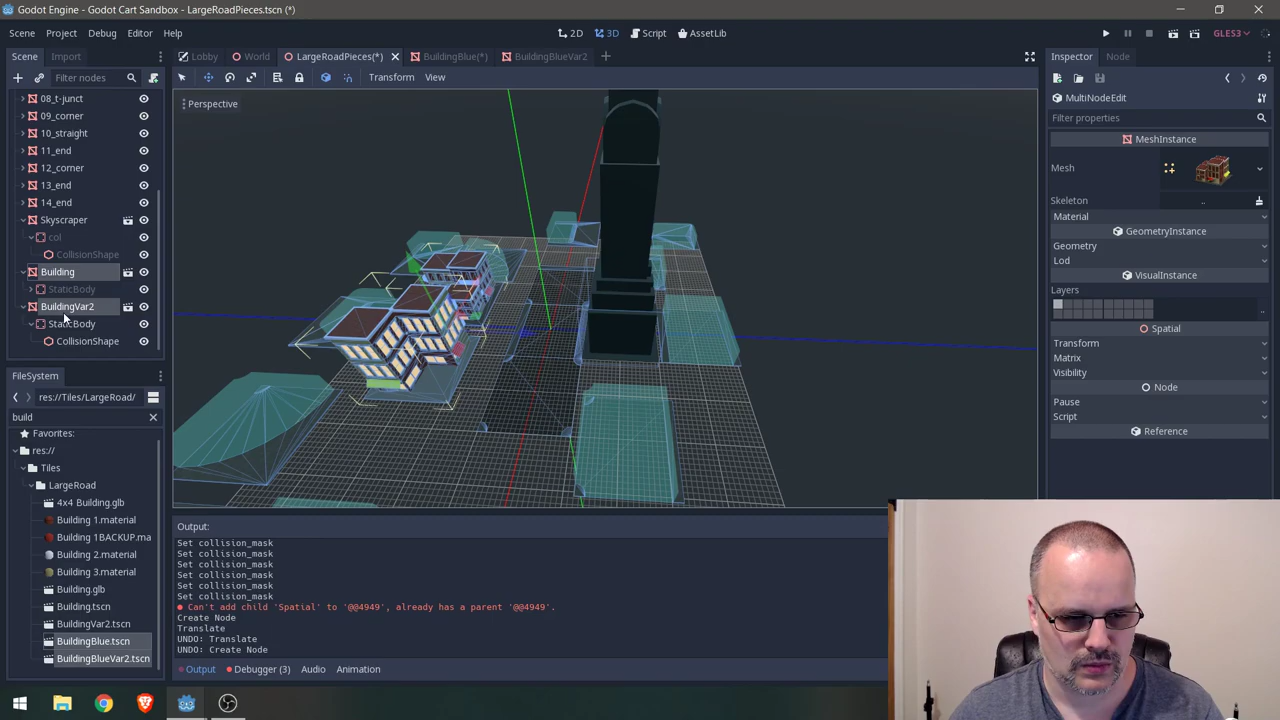 Godot Engine - Godot Cart Sandbox - LargeRoadPieces.tscn (*)
Scene Project Debug Editor Help
2D 3D Script AssetLib
GLES3
Scene Import
Lobby World LargeRoadPieces(*) BuildingBlue(*) BuildingBlueVar2
Inspector Node
Filter nodes
Transform View
MultiNodeEdit
Perspective
Filter properties
08_t-junct
09_corner
10_straight
11_end
12_corner
13_end
14_end
Skyscraper
col
CollisionShape
Building
StaticBody
BuildingVar2
StaticBody
CollisionShape
MeshInstance
Mesh
Skeleton ..
Material
GeometryInstance
Geometry
Lod
VisualInstance
Layers
..
Spatial
Transform
Matrix
Visibility
Node
Pause
Script
Reference
FileSystem
res://Tiles/LargeRoad/
build
Favorites:
res://
Tiles
LargeRoad
4x4 Building.glb
Building 1.material
Building 1BACKUP.ma
Building 2.material
Building 3.material
Building.glb
Building.tscn
BuildingVar2.tscn
BuildingBlue.tscn
BuildingBlueVar2.tscn
Output:
Set collision_mask
Set collision_mask
Set collision_mask
Set collision_mask
Set collision_mask
Set collision_mask
Can't add child 'Spatial' to '@@4949', already has a parent '@@4949'.
Create Node
Translate
UNDO: Translate
UNDO: Create Node
Output Debugger (3) Audio Animation